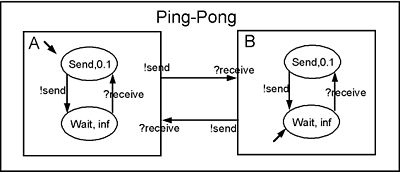 Ping-Pong
A
Send,0.1
!send
?receive
Wait, inf
!send
?receive
?receive
!send
B
Send,0.1
!send
?receive
Wait, inf